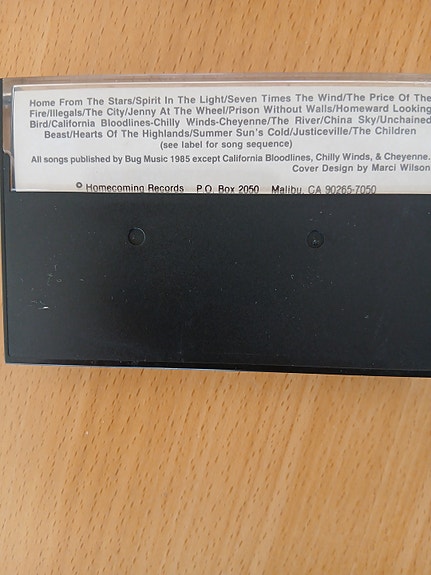 Home From The Stars/Spirit In The Light/Seven Times The Wind/The Price Of The
Fire/Illegals/The City/Jenny At The Wheel/Prison Without Walls/Homeward Looking
Bird/California Bloodlines-Chilly Winds-Cheyenne/The River/China Sky/Unchained
Beast/Hearts Of The Highlands/Summer Sun's Cold/Justiceville/The Children
(see label for song sequence)
All songs published by Bug Music 1985 except California Bloodlines, Chilly Winds, & Cheyenne.
Cover Design by Marci Wilson
Homecoming Records P.O. Box 2050 Malibu, CA 90265-7050